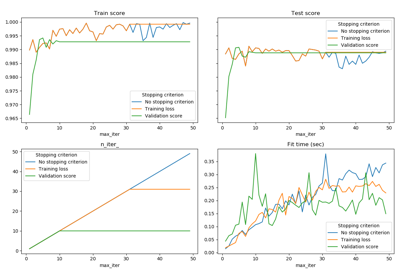 Train score
1.000
0.995
0.990
0.985
0.980
0.975
0.970
0.965
Stopping criterion
No stopping criterion
Training loss
Validation score
0 10 20 30 40 50
max_iter
Test score
Stopping criterion
No stopping criterion
Training loss
Validation score
0 10 20 30 40 50
max_iter
n_iter_
50
40
30
20
10
0
Stopping criterion
No stopping criterion
Training loss
Validation score
0 10 20 30 40 50
max_iter
Fit time (sec)
0.35
0.30
0.25
0.20
0.15
0.10
0.05
0.00
Stopping criterion
No stopping criterion
Training loss
Validation score
0 10 20 30 40 50
max_iter